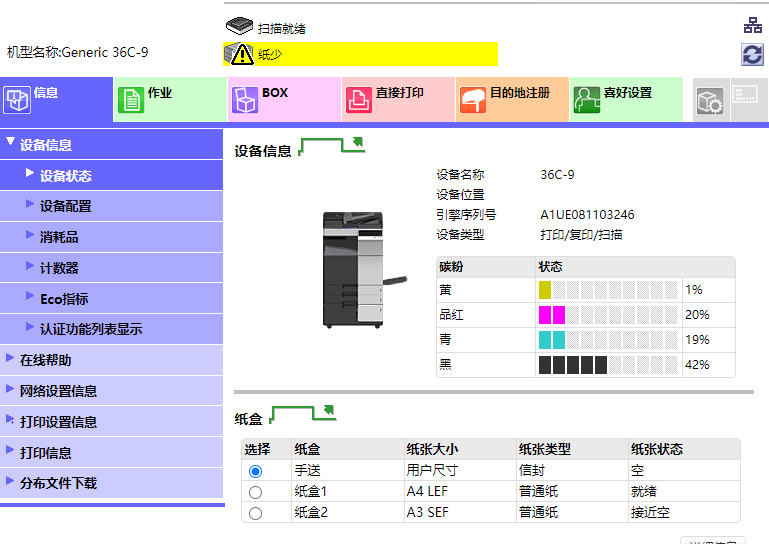 扫描就绪
机型名称:Generic 36C-9
纸少
信息 作业 BOX 直接打印 目的地注册 喜好设置
设备信息
设备状态
设备配置
消耗品
计数器
Eco指标
认证功能列表显示
在线帮助
网络设置信息
打印设置信息
打印信息
分布文件下载
设备信息
设备名称 36C-9
设备位置
引擎序列号 A1UE081103246
设备类型 打印/复印/扫描
碳粉 状态
黄 1%
品红 20%
青 19%
黑 42%
纸盒
选择 纸盒 纸张大小 纸张类型 纸张状态
手送 用户尺寸 信封 空
纸盒1 A4 LEF 普通纸 就绪
纸盒2 A3 SEF 普通纸 接近空